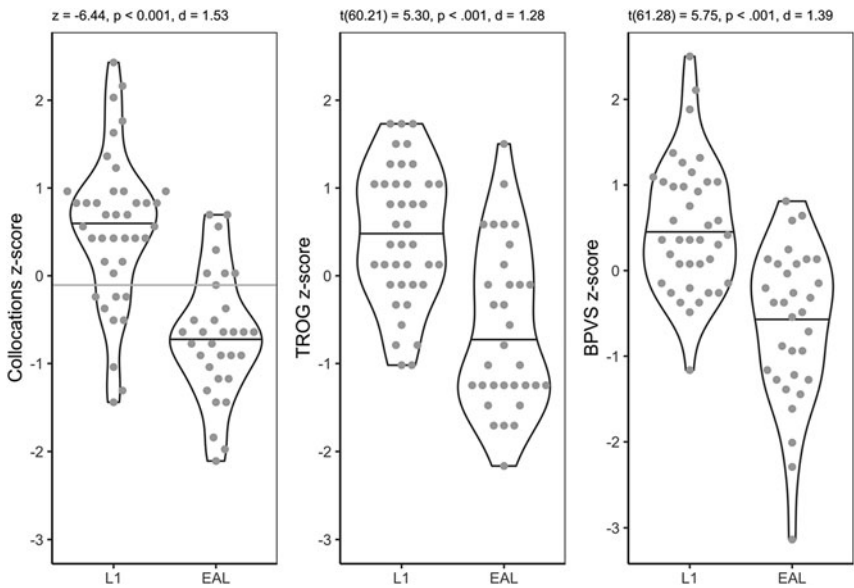 z = -6.44, p < 0.001, d = 1.53
t(60.21) = 5.30, p < .001, d = 1.28
t(61.28) = 5.75, p < .001, d = 1.39
Collocations z-score
2
1
0
-1
-2
-3
L1 EAL
TROG z-score
2
1
0
-1
-2
-3
L1 EAL
BPVS z-score
2
1
0
-1
-2
-3
L1 EAL